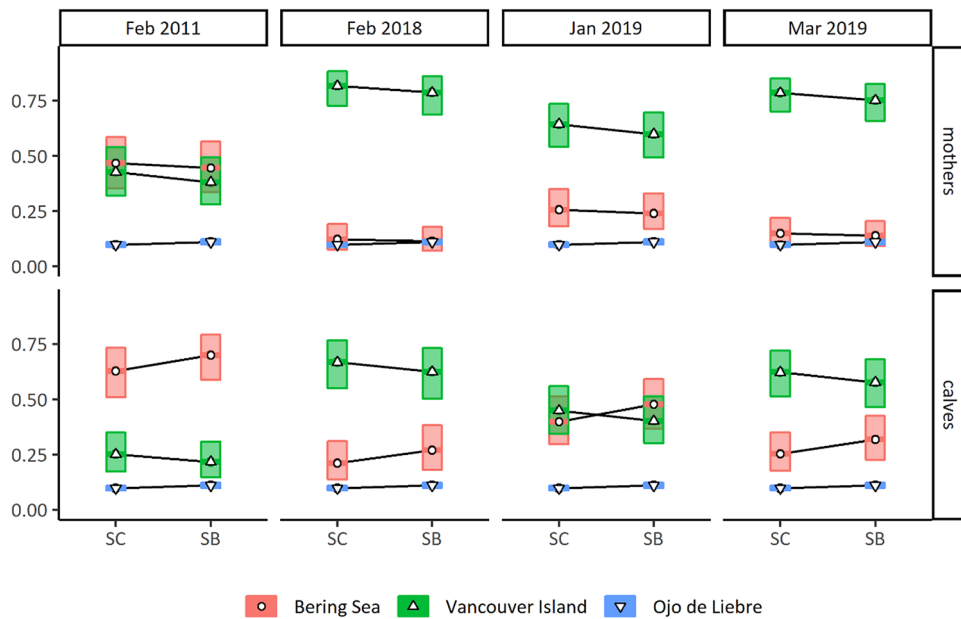 Feb 2011 Feb 2018 Jan 2019 Mar 2019
0.75
0.50
0.25
0.00
mothers
0.75
0.50
0.25
0.00
calves
SC SB SC SB SC SB SC SB
Bering Sea Vancouver Island Ojo de Liebre